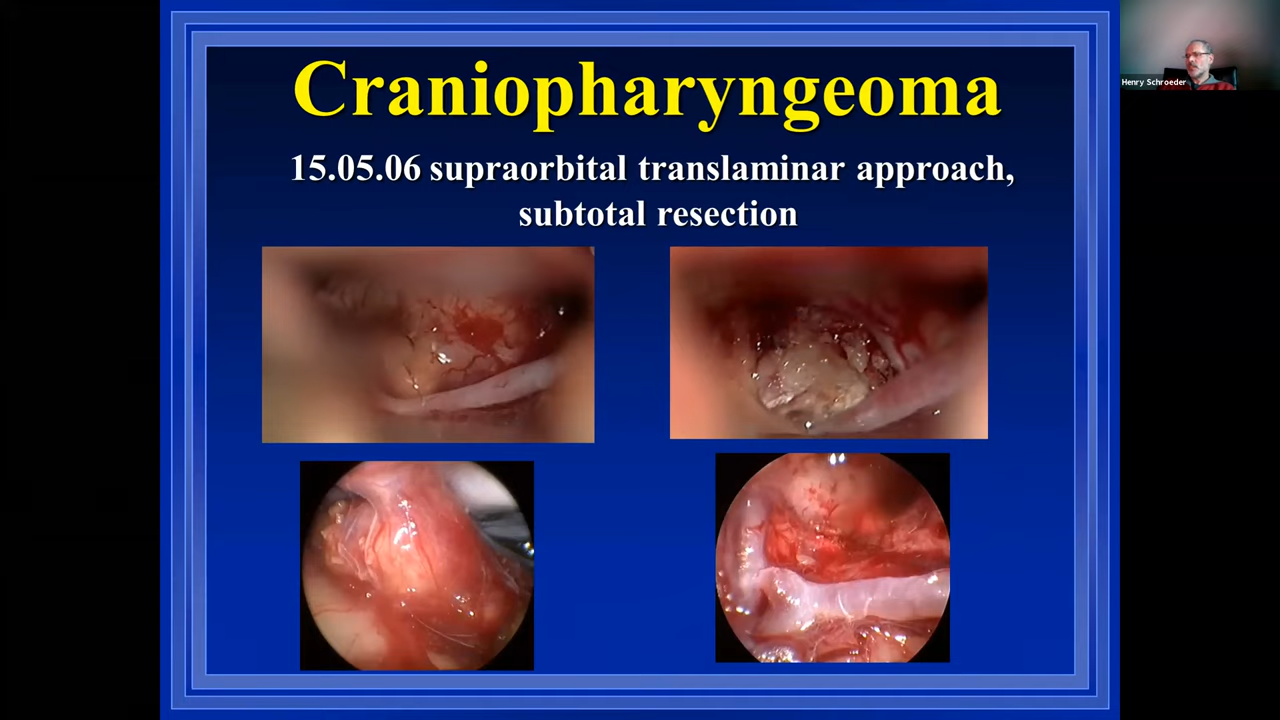 Craniopharyngeoma
15.05.06 supraorbital translaminar approach,
subtotal resection
Henry Schroeder